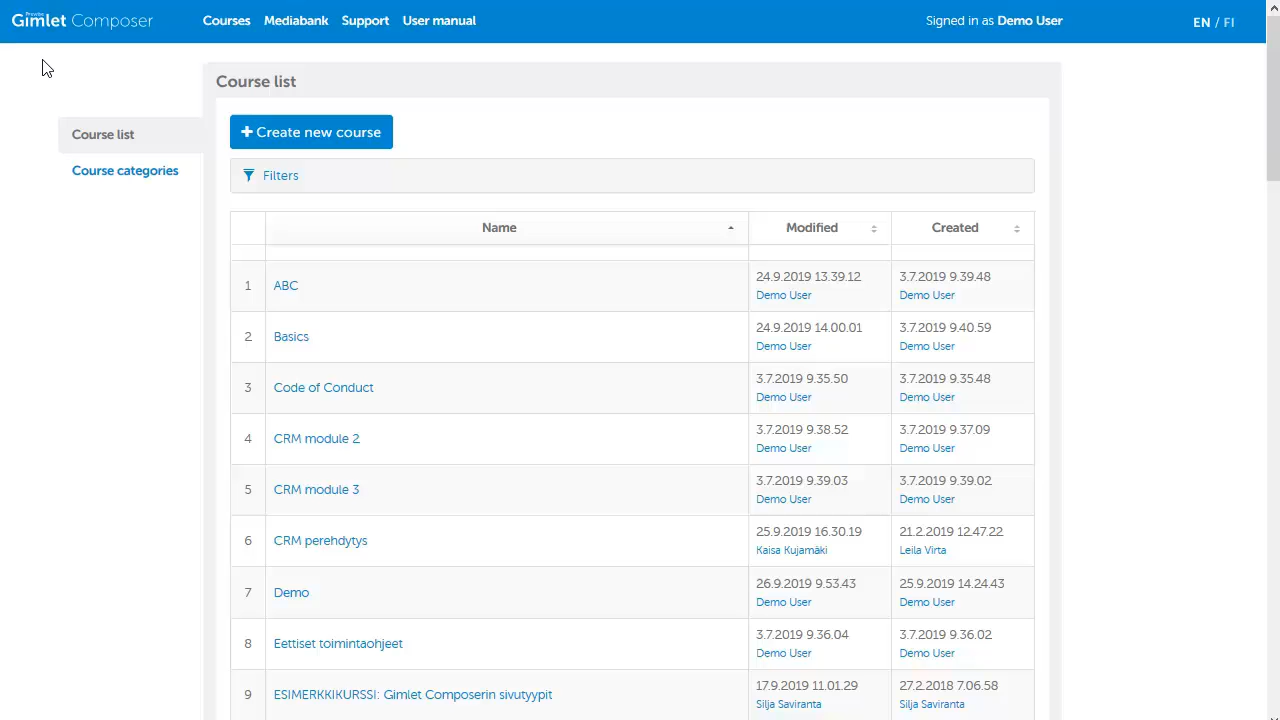 Prewise
Gimlet Composer
Courses Mediabank Support User manual
Signed in as Demo User
EN / FI
Course list
Course list
Course categories
Create new course
Filters
Name Modified Created
1 ABC 24.9.2019 13.39.12 3.7.2019 9.39.48
Demo User Demo User
2 Basics 24.9.2019 14.00.01 3.7.2019 9.40.59
Demo User Demo User
3 Code of Conduct 3.7.2019 9.35.50 3.7.2019 9.35.48
Demo User Demo User
4 CRM module 2 3.7.2019 9.38.52 3.7.2019 9.37.09
Demo User Demo User
5 CRM module 3 3.7.2019 9.39.03 3.7.2019 9.39.02
Demo User Demo User
6 CRM perehdytys 25.9.2019 16.30.19 21.2.2019 12.47.22
Kaisa Kujamäki Leila Virta
7 Demo 26.9.2019 9.53.43 25.9.2019 14.24.43
Demo User Demo User
8 Eettiset toimintaohjeet 3.7.2019 9.36.04 3.7.2019 9.36.02
Demo User Demo User
9 ESIMERKKIKURSSI: Gimlet Composerin sivutyypit 17.9.2019 11.01.29 27.2.2018 7.06.58
Silja Saviranta Silja Saviranta